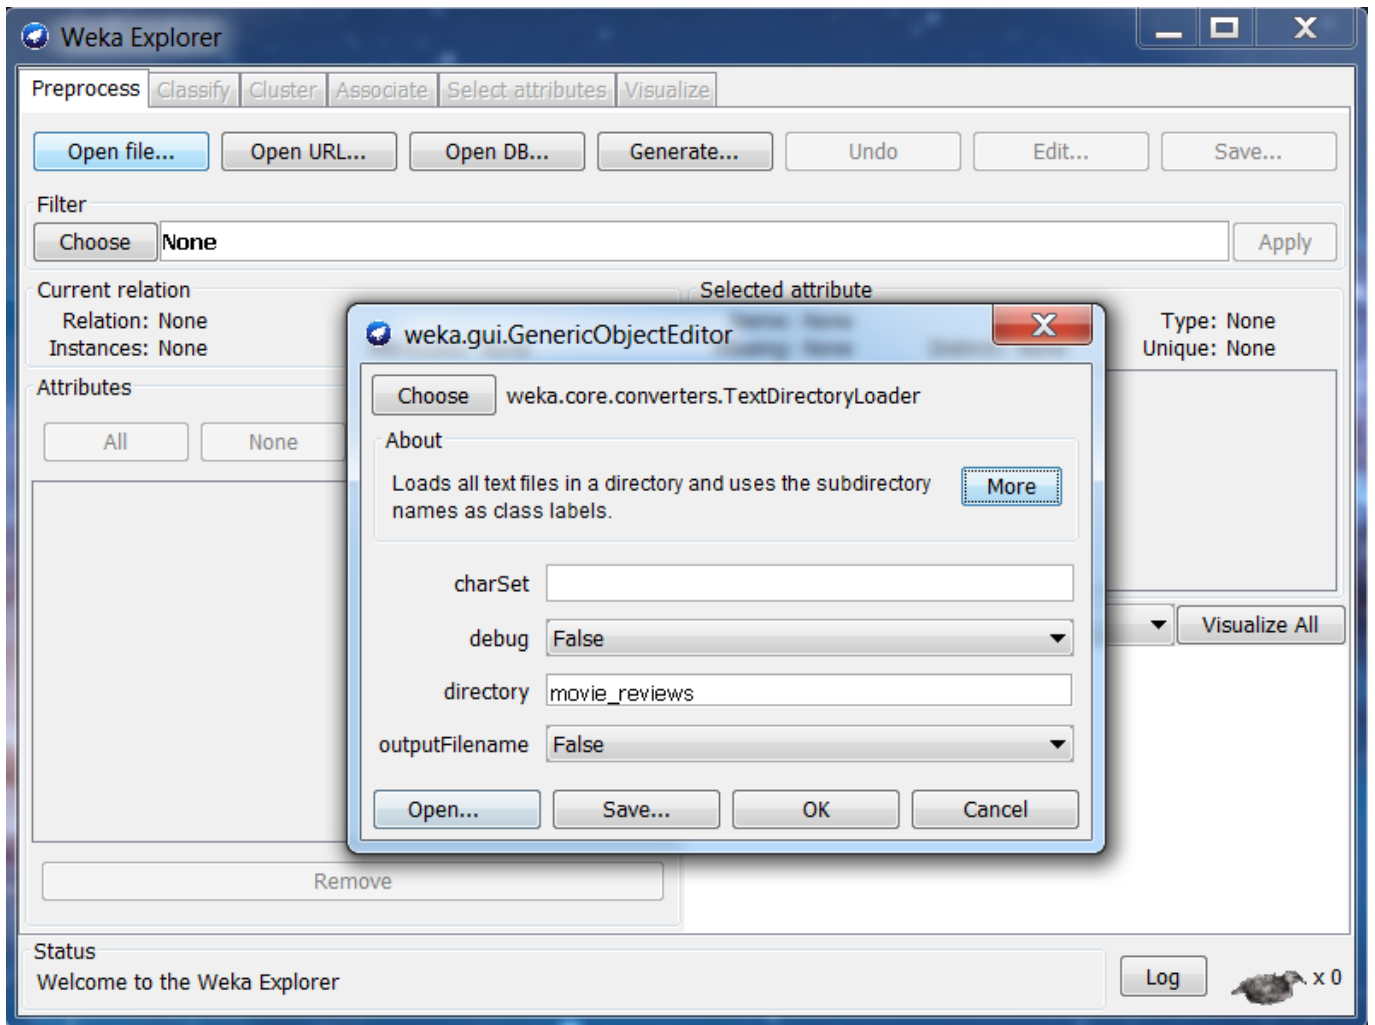 Weka Explorer
X
Preprocess Classify Cluster Associate Select attributes Visualize
Open file... Open URL... Open DB... Generate... Undo Edit... Save...
Filter
Choose None Apply
Current relation
Relation: None
Instances: None
Selected attribute
Type: None
Unique: None
Attributes
All None
Visualize All
Remove
weka.gui.GenericObjectEditor
X
Choose weka.core.converters.TextDirectoryLoader
About
Loads all text files in a directory and uses the subdirectory
names as class labels.
More
charSet
debug False
directory movie_reviews
outputFilename False
Open... Save... OK Cancel
Status
Welcome to the Weka Explorer
Log x 0